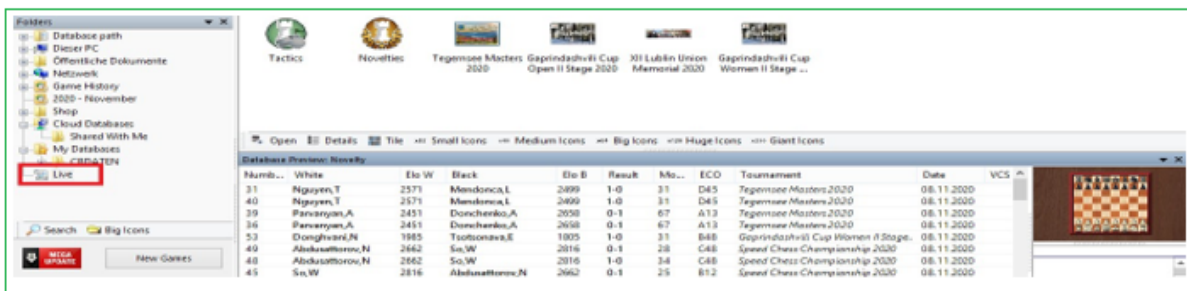 Folders
Database path
Dieser PC
Öffentliche Dokumente
Netzwerk
Game History
2020 - November
Shop
Cloud Databases
Shared With Me
My Databases
CBDATEN
Live
Search Big Icons
MEGA UPDATE New Games
Tactics
Novelties
Tegernsee Masters 2020
Gaprindashvili Cup Open II Stage 2020
XII Lublin Union Memorial 2020
Gaprindashvili Cup Women II Stage ...
Open Details Tile Small Icons Medium Icons Big Icons Huge Icons Giant Icons
Database Preview: Novelty
Numb... White Elo W Black Elo B Result Mo... ECO Tournament Date VCS
31 Nguyen,T 2571 Mendonca,L 2499 1-0 31 D45 Tegernsee Masters 2020 08.11.2020
40 Nguyen,T 2571 Mendonca,L 2499 1-0 31 D45 Tegernsee Masters 2020 08.11.2020
39 Parvanyan,A 2451 Donchenko,A 2658 0-1 67 A13 Tegernsee Masters 2020 08.11.2020
36 Parvanyan,A 2451 Donchenko,A 2658 0-1 67 A13 Tegernsee Masters 2020 08.11.2020
53 Donghvani,N 1985 Tsotsonava,E 1805 1-0 31 B48 Gaprindashvili Cup Women II Stage.. 08.11.2020
49 Abdusattorov,N 2662 So,W 2816 0-1 28 C48 Speed Chess Championship 2020 08.11.2020
48 Abdusattorov,N 2662 So,W 2816 1-0 34 C48 Speed Chess Championship 2020 08.11.2020
45 So,W 2816 Abdusattorov,N 2662 0-1 25 B12 Speed Chess Championship 2020 08.11.2020